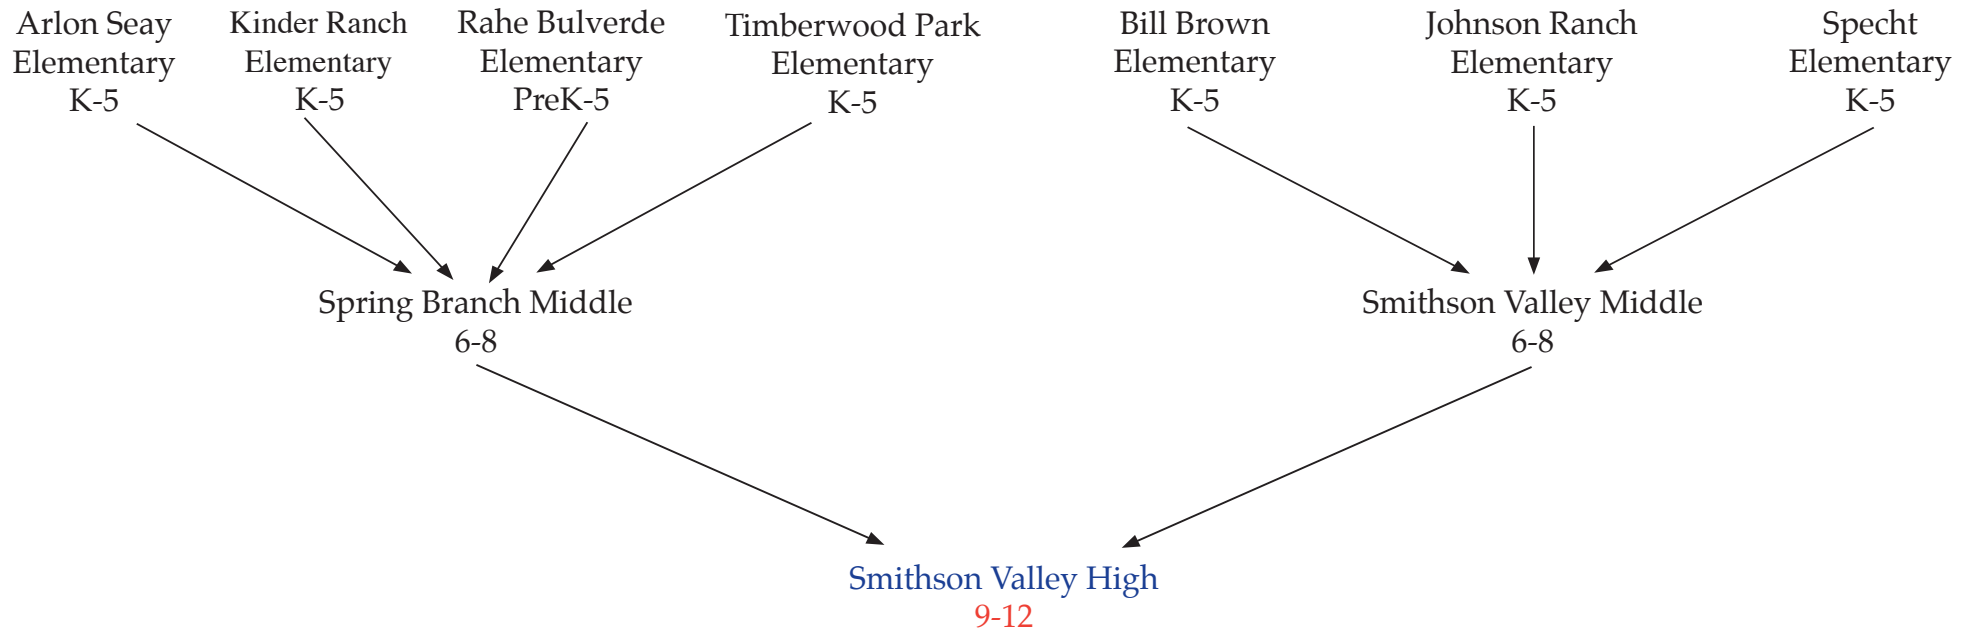 Arlon Seay
Elementary
K-5
Kinder Ranch
Elementary
K-5
Rahe Bulverde
Elementary
PreK-5
Timberwood Park
Elementary
K-5
Bill Brown
Elementary
K-5
Johnson Ranch
Elementary
K-5
Specht
Elementary
K-5
Spring Branch Middle
6-8
Smithson Valley Middle
6-8
Smithson Valley High
9-12